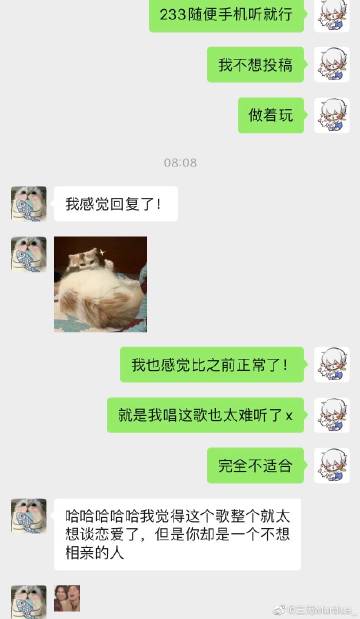 233随便手机听就行
我不想投稿
做着玩
08:08
我感觉回复了！
我也感觉比之前正常了！
就是我唱这歌也太难听了x
完全不适合
哈哈哈哈哈我觉得这个歌整个就太
想谈恋爱了，但是你却是一个不想
相亲的人